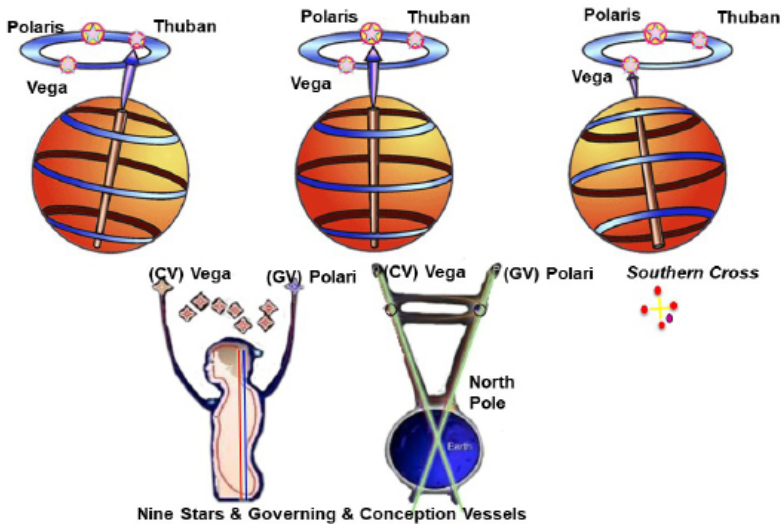 Polaris
Thuban
Vega
Polaris
Thuban
Vega
Polaris
Thuban
Vega
(CV) Vega
(GV) Polari
(CV) Vega
(GV) Polari
Southern Cross
North
Pole
Earth
Nine Stars & Governing & Conception Vessels